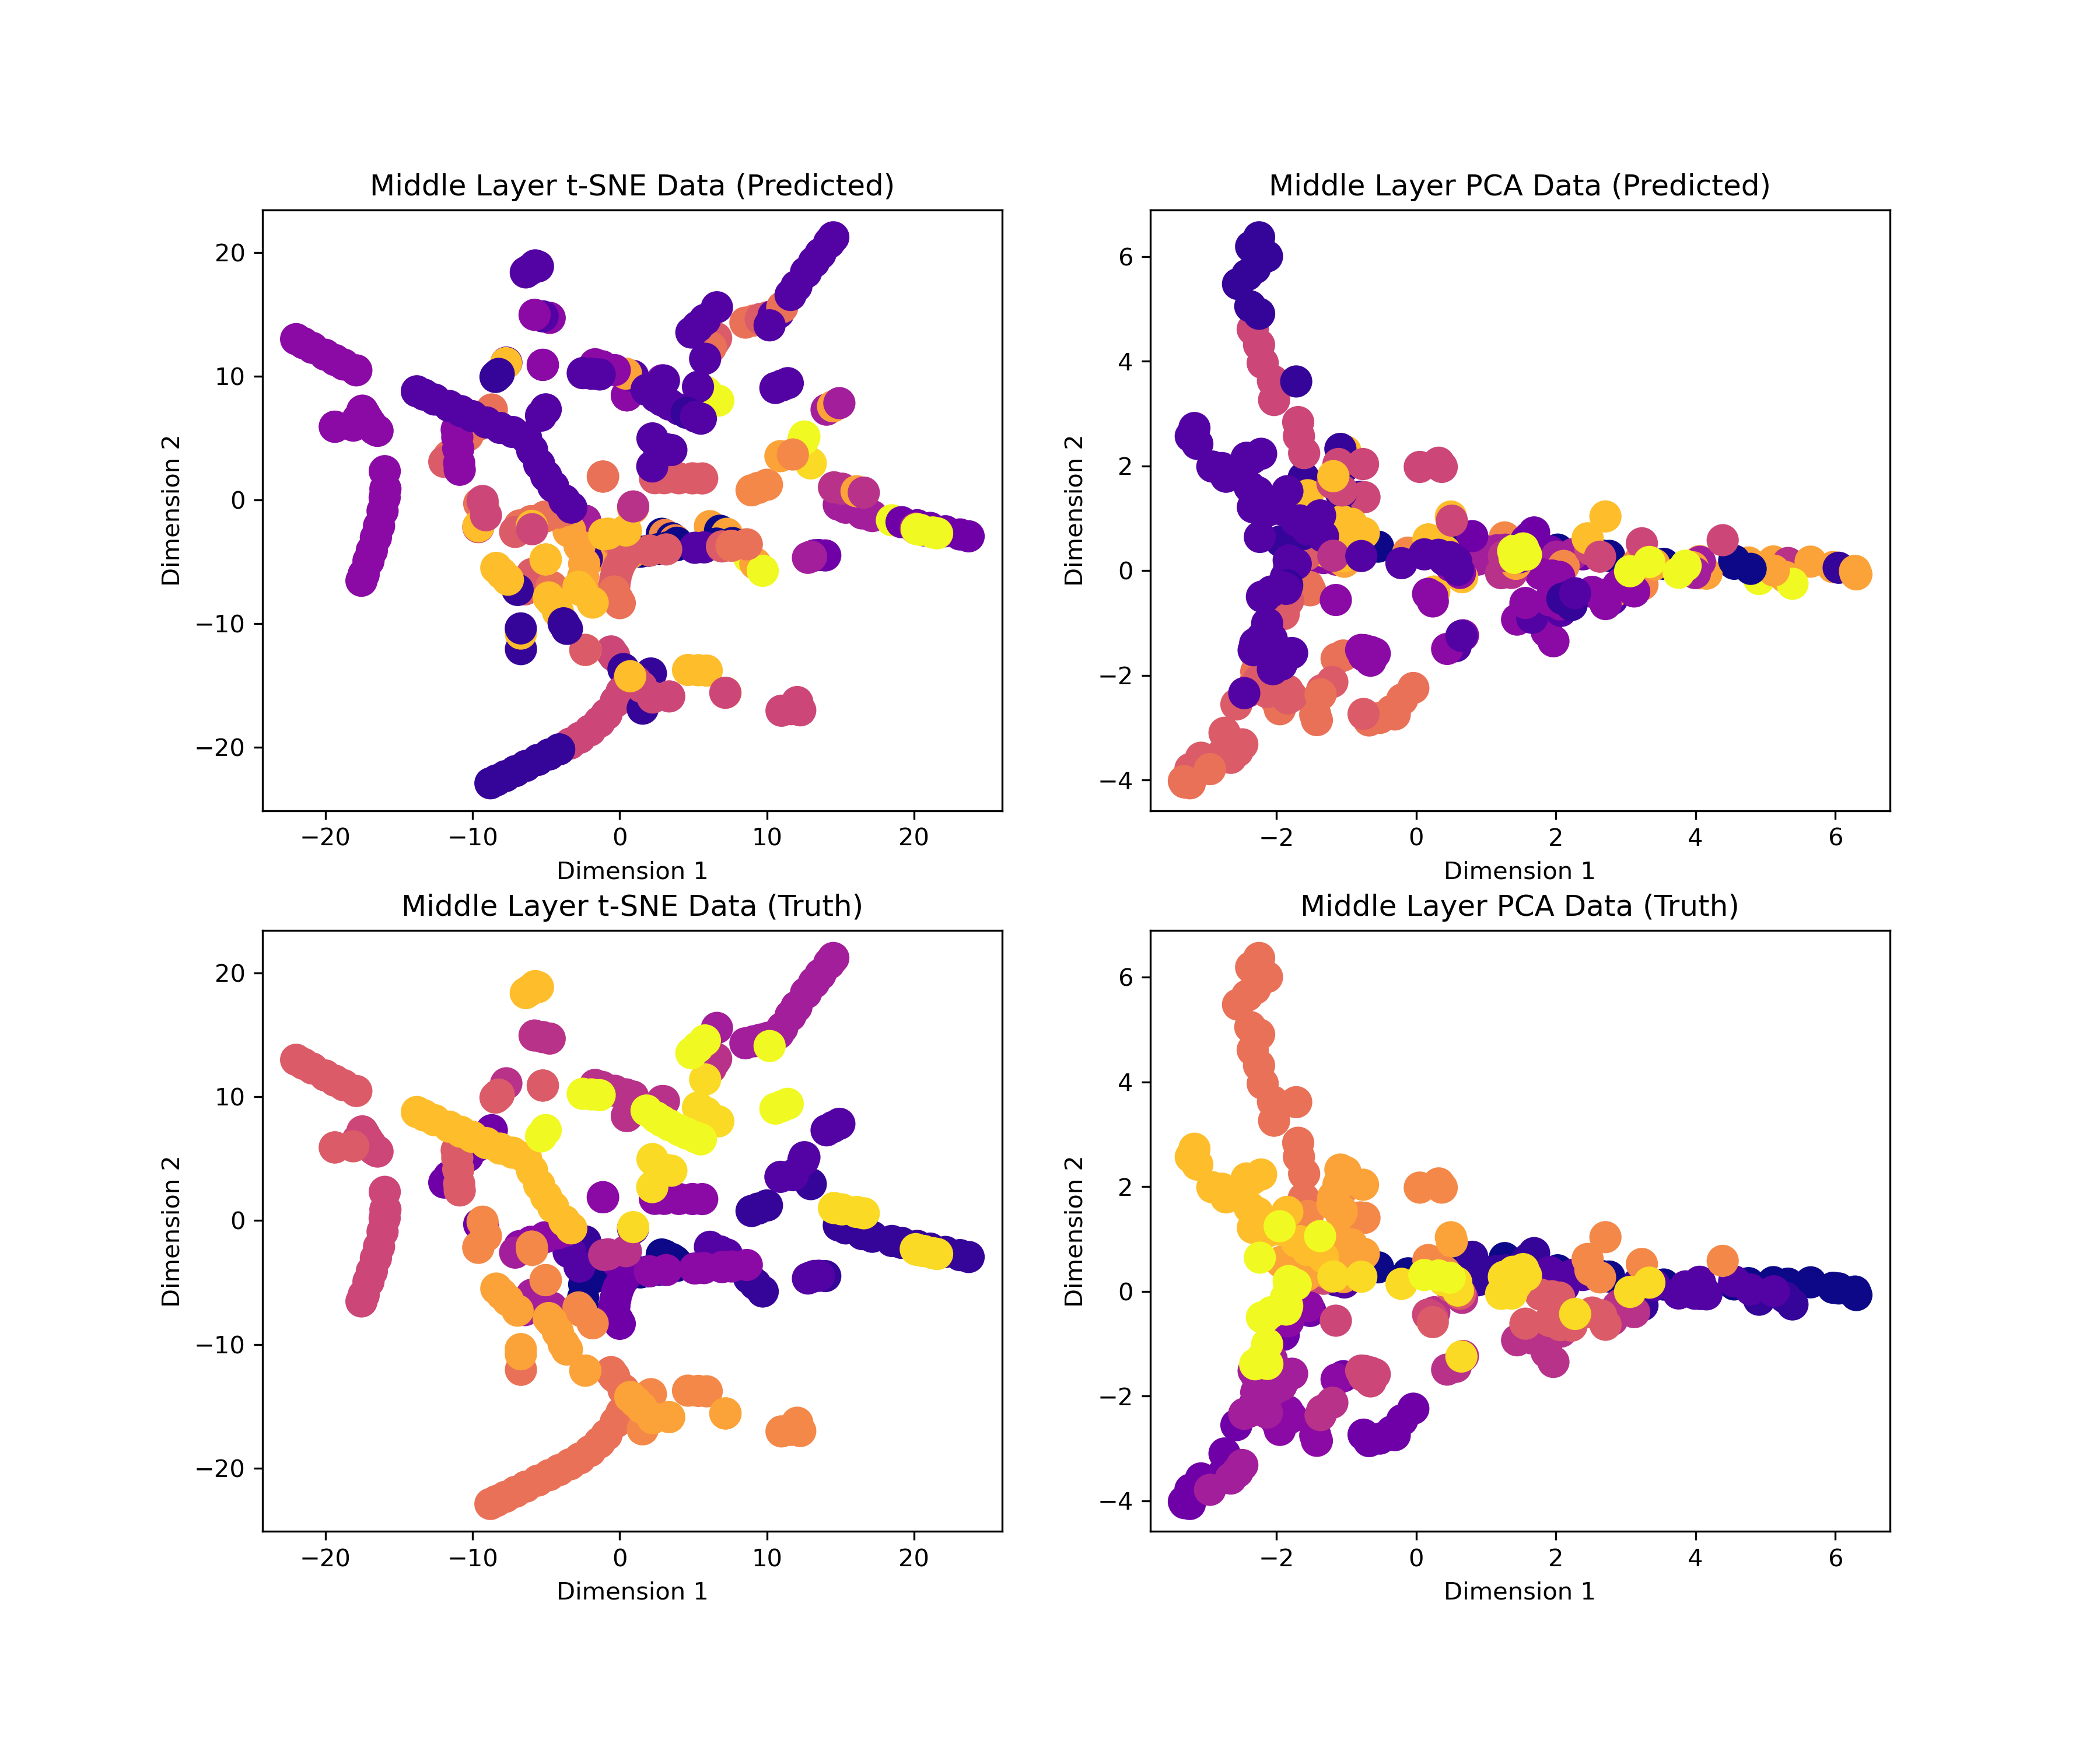 Middle Layer t-SNE Data (Predicted)
20
10
0
−10
−20
Dimension 2
−20 −10 0 10 20
Dimension 1
Middle Layer PCA Data (Predicted)
6
4
2
0
−2
−4
Dimension 2
−2 0 2 4 6
Dimension 1
Middle Layer t-SNE Data (Truth)
20
10
0
−10
−20
Dimension 2
−20 −10 0 10 20
Dimension 1
Middle Layer PCA Data (Truth)
6
4
2
0
−2
−4
Dimension 2
−2 0 2 4 6
Dimension 1